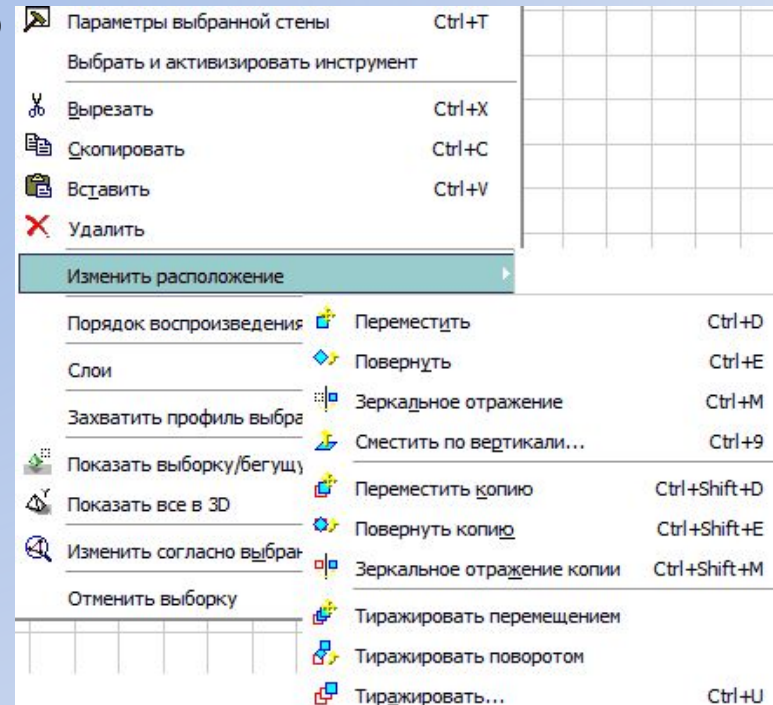 Параметры выбранной стены Ctrl+T
Выбрать и активизировать инструмент
Вырезать Ctrl+X
Скопировать Ctrl+C
Вставить Ctrl+V
Удалить
Изменить расположение
Порядок воспроизведения
Слои
Захватить профиль выбра
Показать выборку/бегущу
Показать все в 3D
Изменить согласно выбран
Отменить выборку
Переместить Ctrl+D
Повернуть Ctrl+E
Зеркальное отражение Ctrl+M
Сместить по вертикали... Ctrl+9
Переместить копию Ctrl+Shift+D
Повернуть копию Ctrl+Shift+E
Зеркальное отражение копии Ctrl+Shift+M
Тиражировать перемещением
Тиражировать поворотом
Тиражировать... Ctrl+U